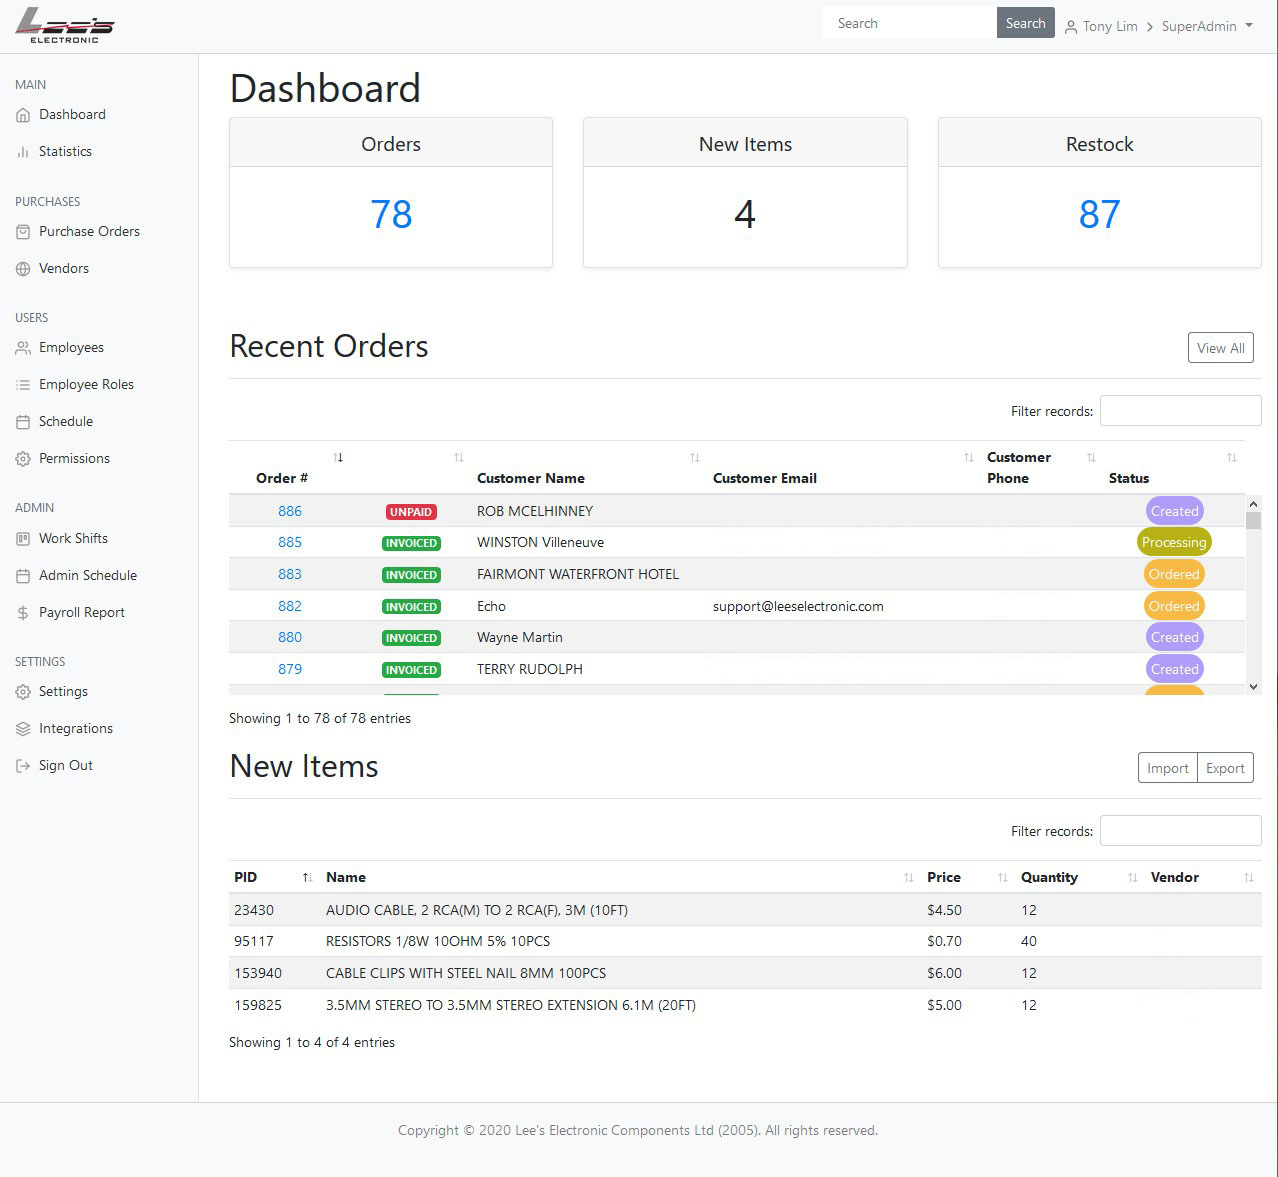 Lee's
ELECTRONIC
Search Search Tony Lim SuperAdmin
MAIN
Dashboard
Statistics
PURCHASES
Purchase Orders
Vendors
USERS
Employees
Employee Roles
Schedule
Permissions
ADMIN
Work Shifts
Admin Schedule
Payroll Report
SETTINGS
Settings
Integrations
Sign Out
Dashboard
Orders New Items Restock
78 4 87
Recent Orders View All
Filter records:
Order # Customer Name Customer Email Customer Phone Status
886 UNPAID ROB MCELHINNEY Created
885 INVOICED WINSTON Villeneuve Processing
883 INVOICED FAIRMONT WATERFRONT HOTEL Ordered
882 INVOICED Echo support@leeselectronic.com Ordered
880 INVOICED Wayne Martin Created
879 INVOICED TERRY RUDOLPH Created
Showing 1 to 78 of 78 entries
New Items Import Export
Filter records:
PID Name Price Quantity Vendor
23430 AUDIO CABLE, 2 RCA(M) TO 2 RCA(F), 3M (10FT) $4.50 12
95117 RESISTORS 1/8W 10OHM 5% 10PCS $0.70 40
153940 CABLE CLIPS WITH STEEL NAIL 8MM 100PCS $6.00 12
159825 3.5MM STEREO TO 3.5MM STEREO EXTENSION 6.1M (20FT) $5.00 12
Showing 1 to 4 of 4 entries
Copyright © 2020 Lee's Electronic Components Ltd (2005). All rights reserved.